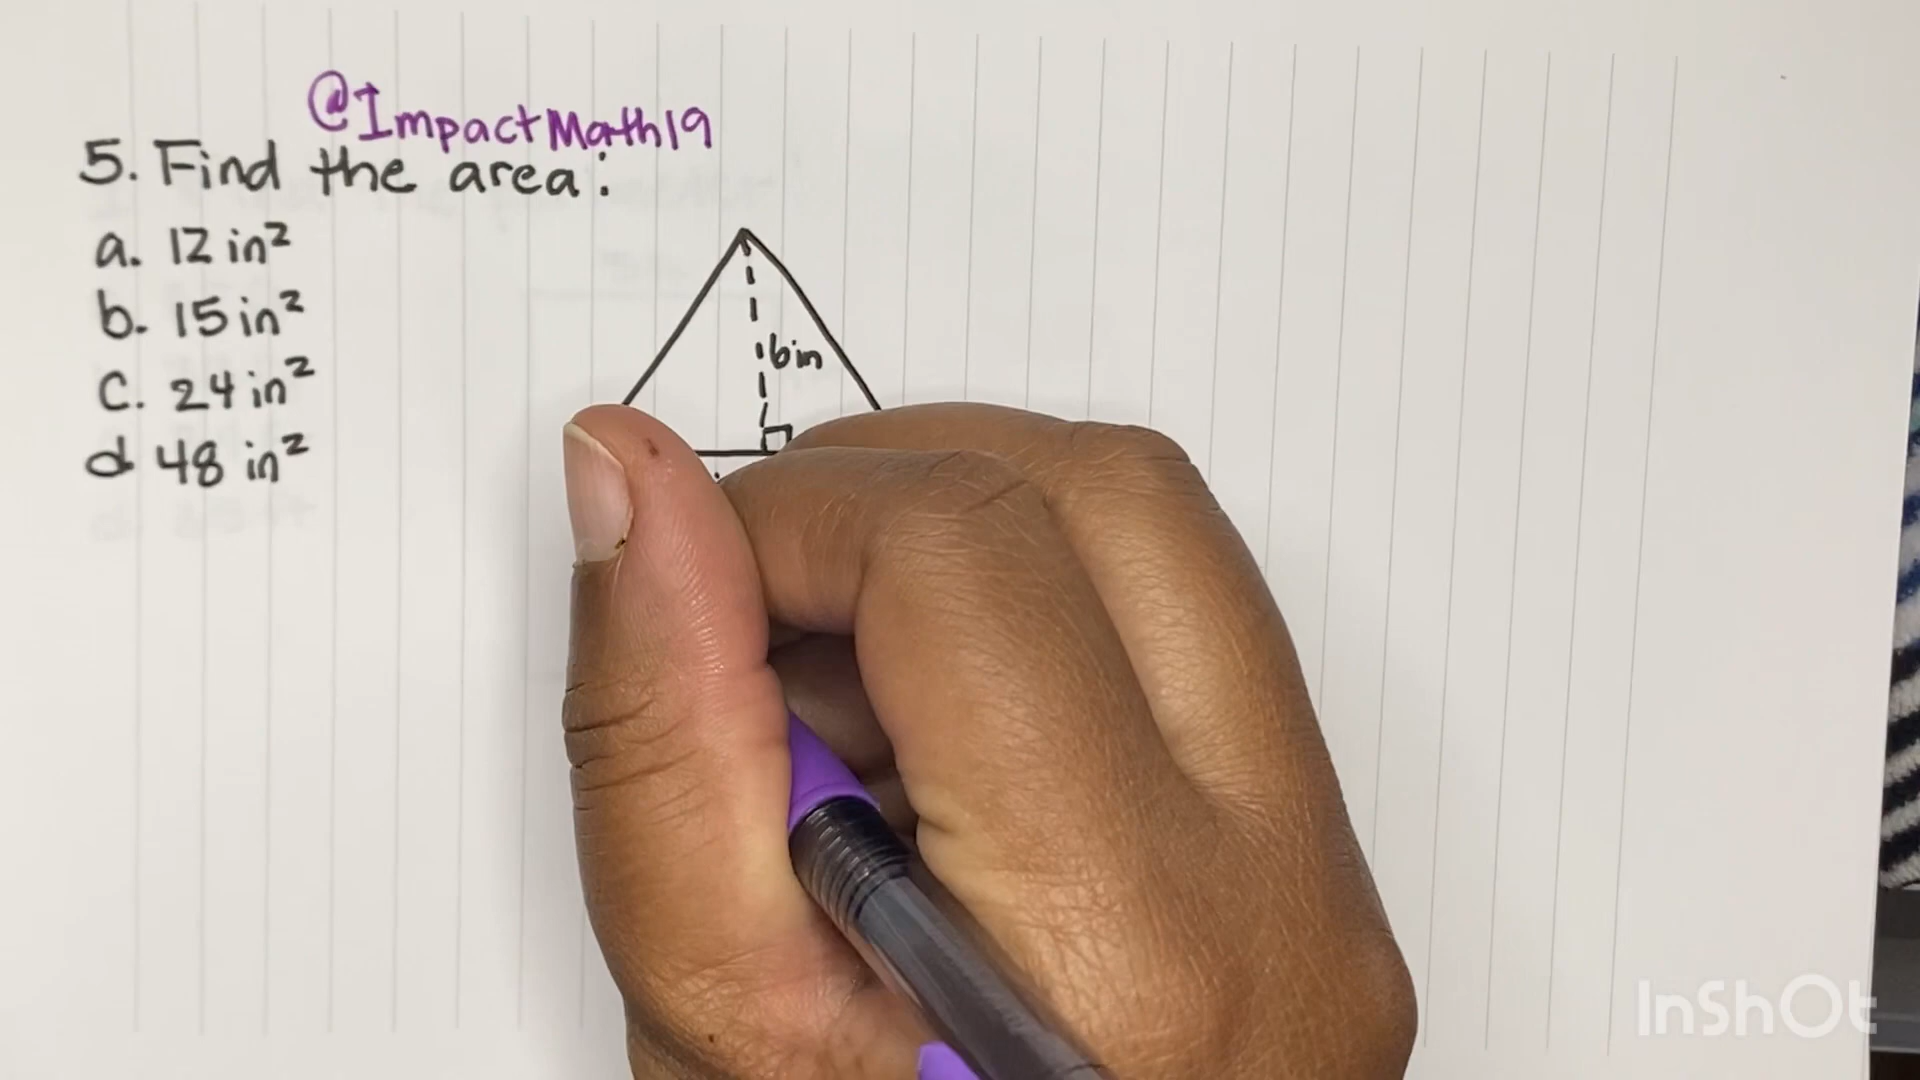 @ImpactMath19
5. Find the area:
a. 12 in²
b. 15 in²
c. 24 in²
d 48 in²
6in
InShOt